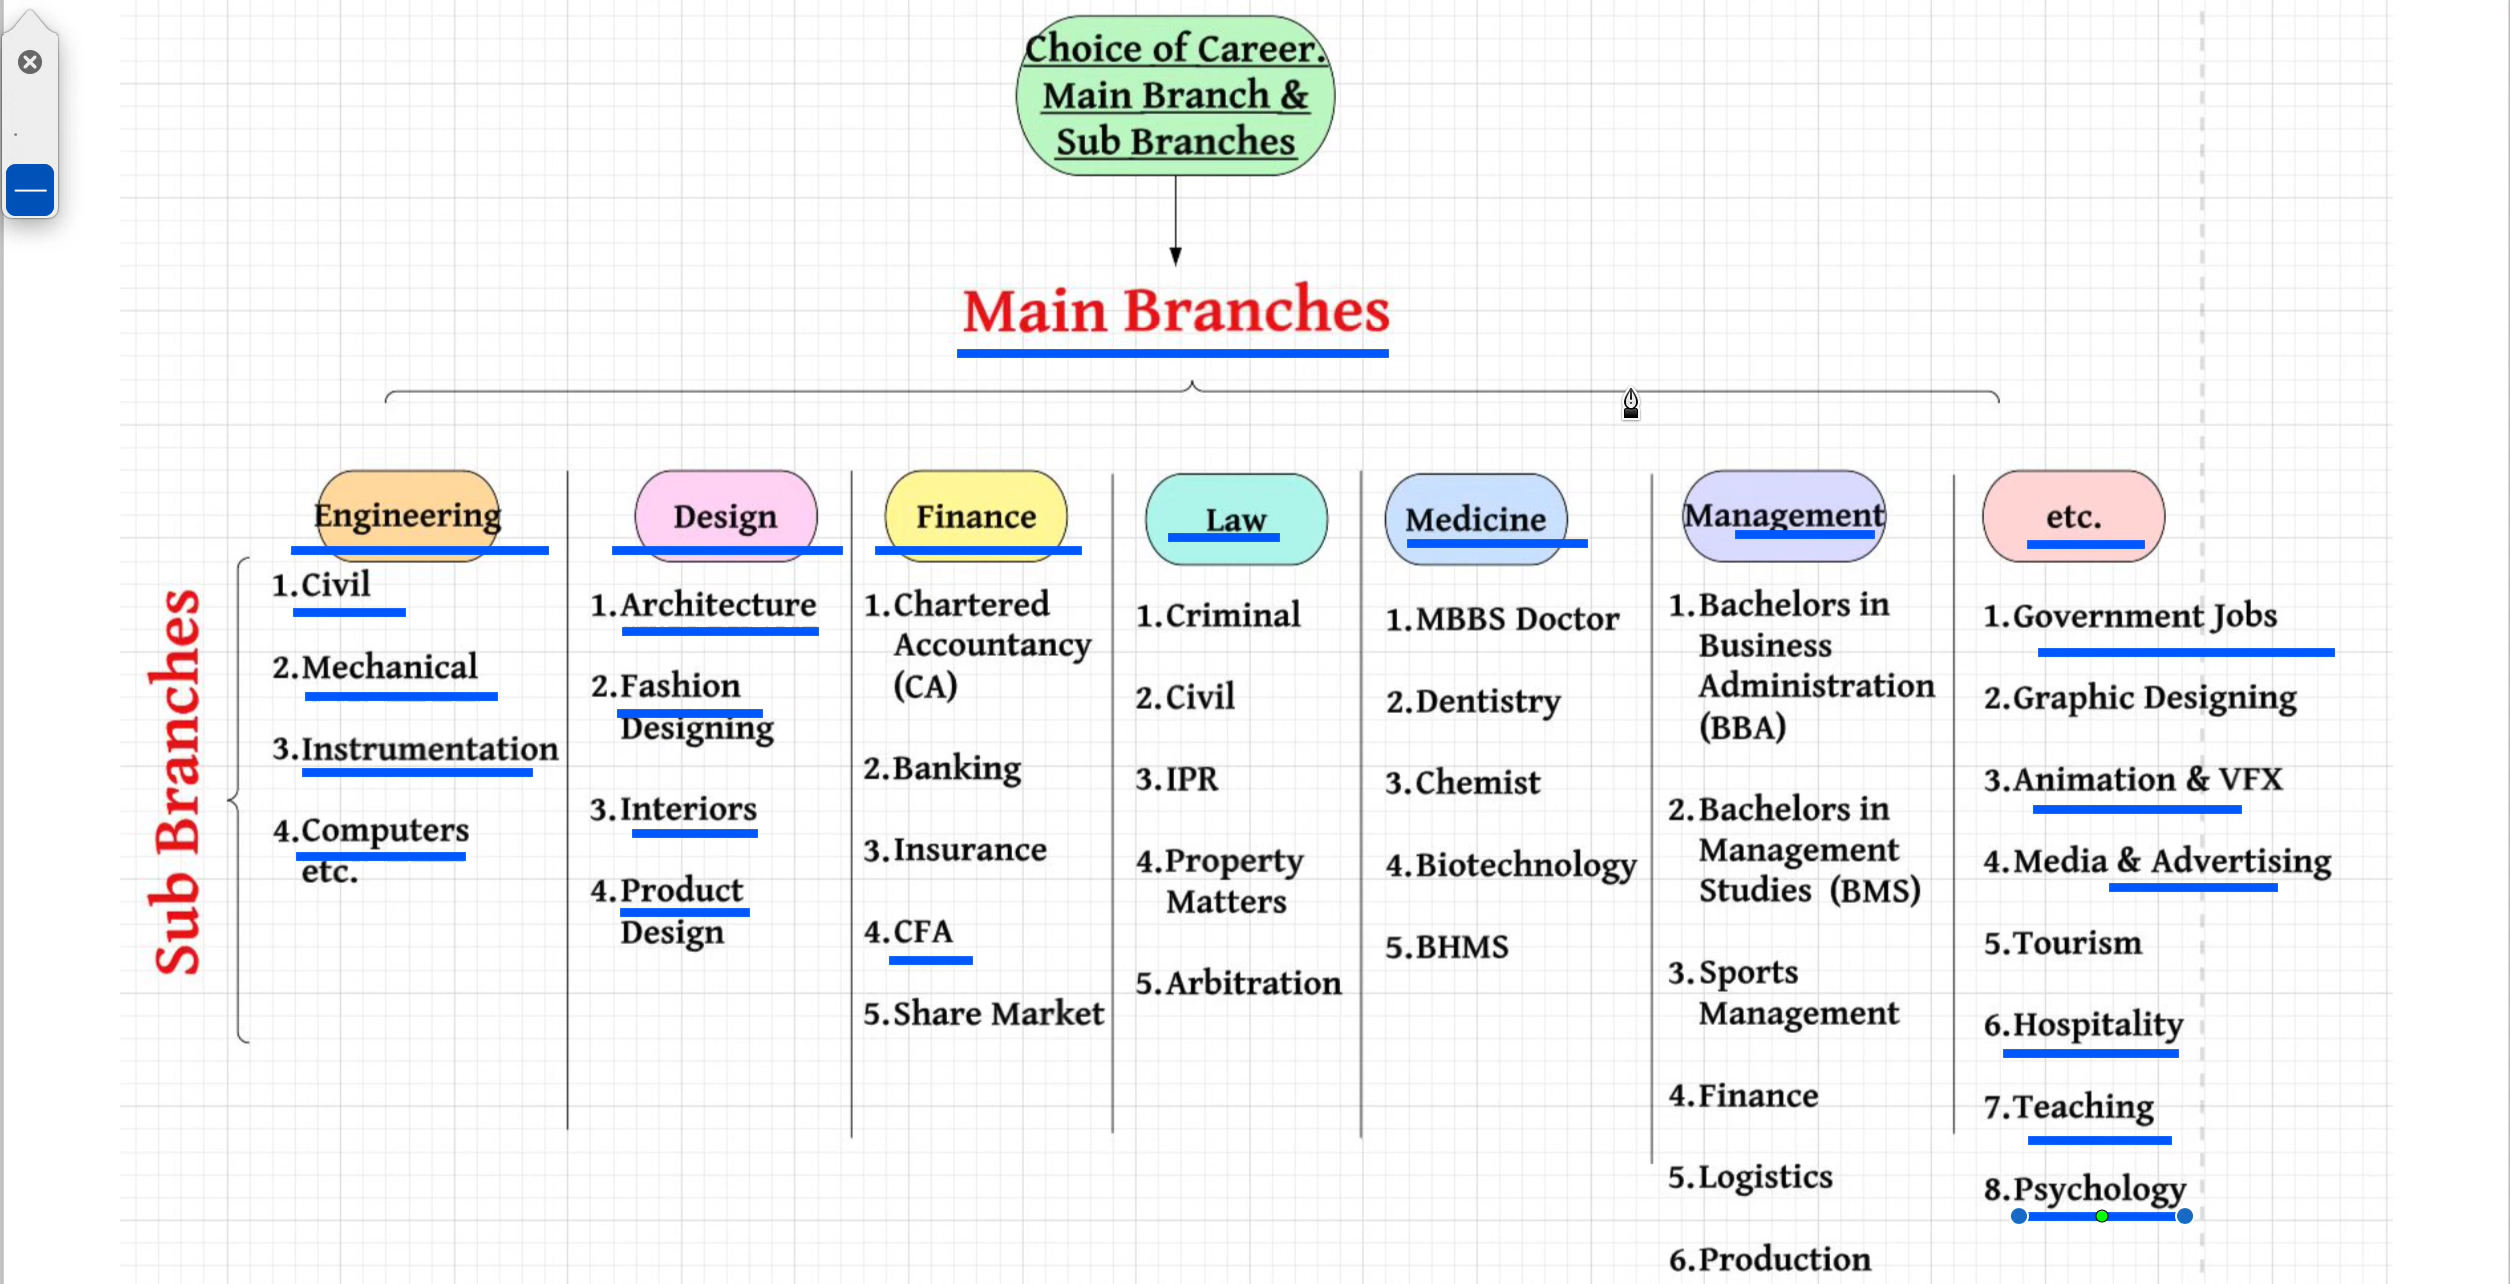 Choice of Career.
Main Branch &
Sub Branches
Main Branches
Sub Branches
Engineering
1. Civil
2. Mechanical
3. Instrumentation
4. Computers
etc.
Design
1. Architecture
2. Fashion
Designing
3. Interiors
4. Product
Design
Finance
1. Chartered
Accountancy
(CA)
2. Banking
3. Insurance
4. CFA
5. Share Market
Law
1. Criminal
2. Civil
3. IPR
4. Property
Matters
5. Arbitration
Medicine
1. MBBS Doctor
2. Dentistry
3. Chemist
4. Biotechnology
5. BHMS
Management
1. Bachelors in
Business
Administration
(BBA)
2. Bachelors in
Management
Studies (BMS)
3. Sports
Management
4. Finance
5. Logistics
6. Production
etc.
1. Government Jobs
2. Graphic Designing
3. Animation & VFX
4. Media & Advertising
5. Tourism
6. Hospitality
7. Teaching
8. Psychology